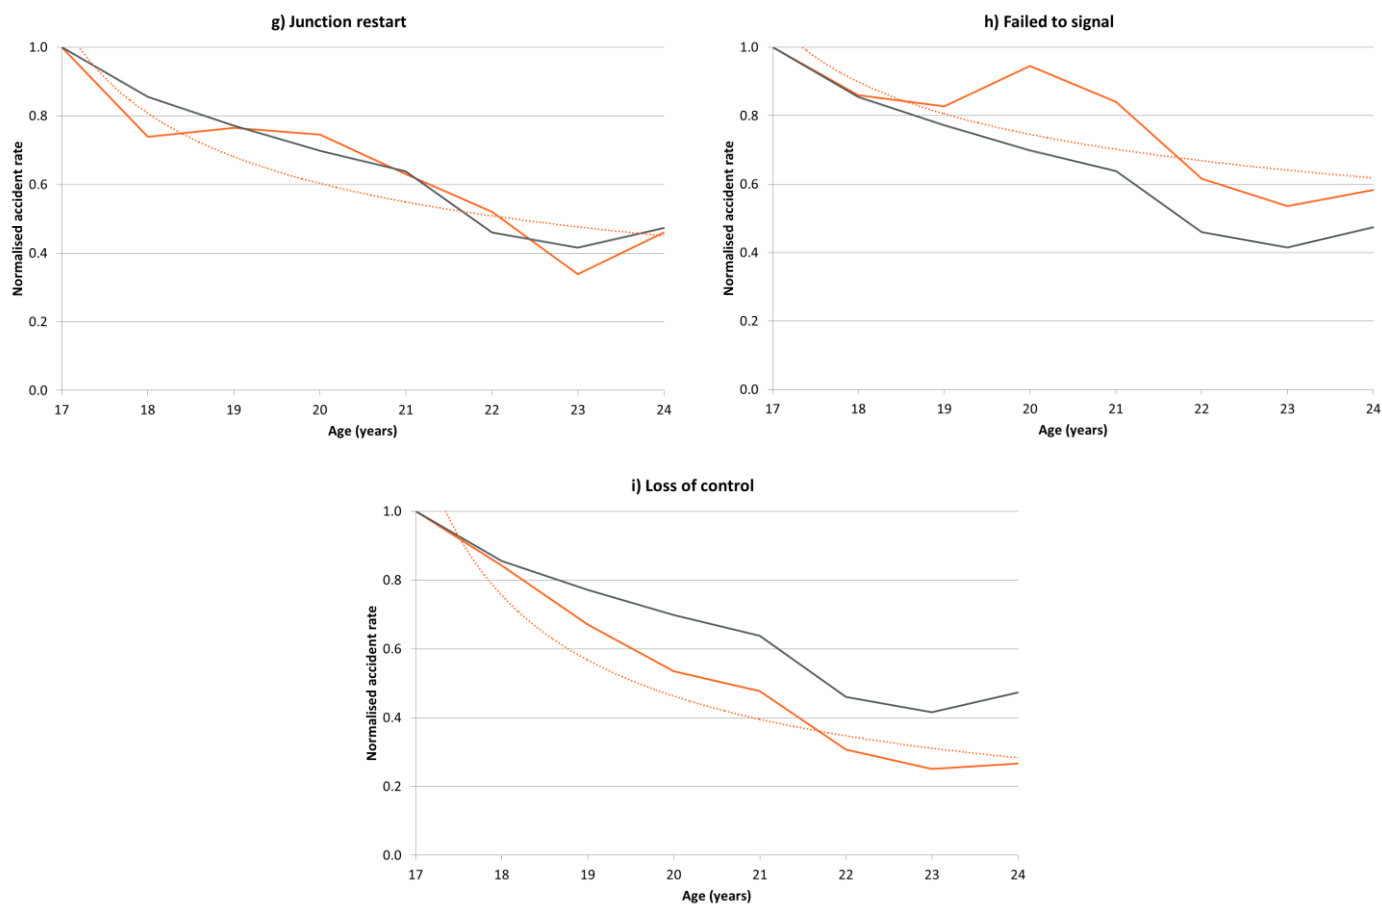 g) Junction restart
1.0
0.8
0.6
0.4
0.2
0.0
Normalised accident rate
17 18 19 20 21 22 23 24
Age (years)
h) Failed to signal
1.0
0.8
0.6
0.4
0.2
0.0
Normalised accident rate
17 18 19 20 21 22 23 24
Age (years)
i) Loss of control
1.0
0.8
0.6
0.4
0.2
0.0
Normalised accident rate
17 18 19 20 21 22 23 24
Age (years)